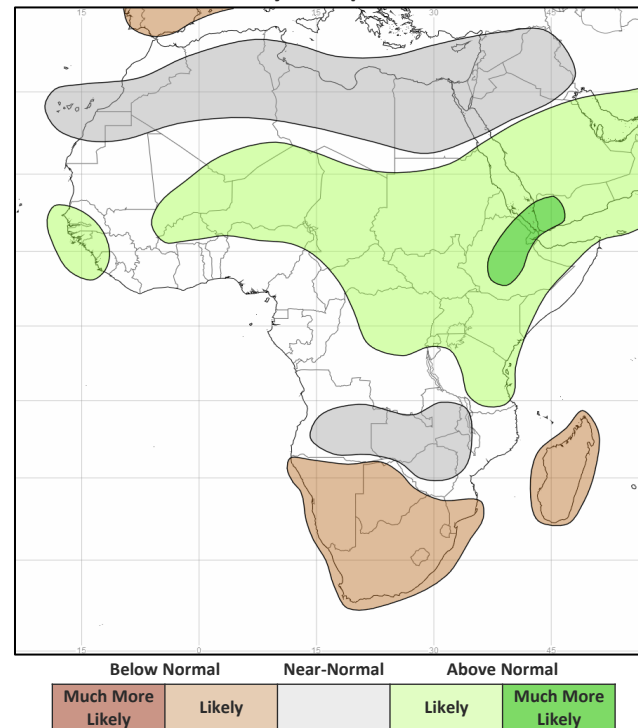 15 0 15 30 45
15 0 15 30 45
Below Normal Near-Normal Above Normal
Much More Likely Likely Much More
Likely Likely